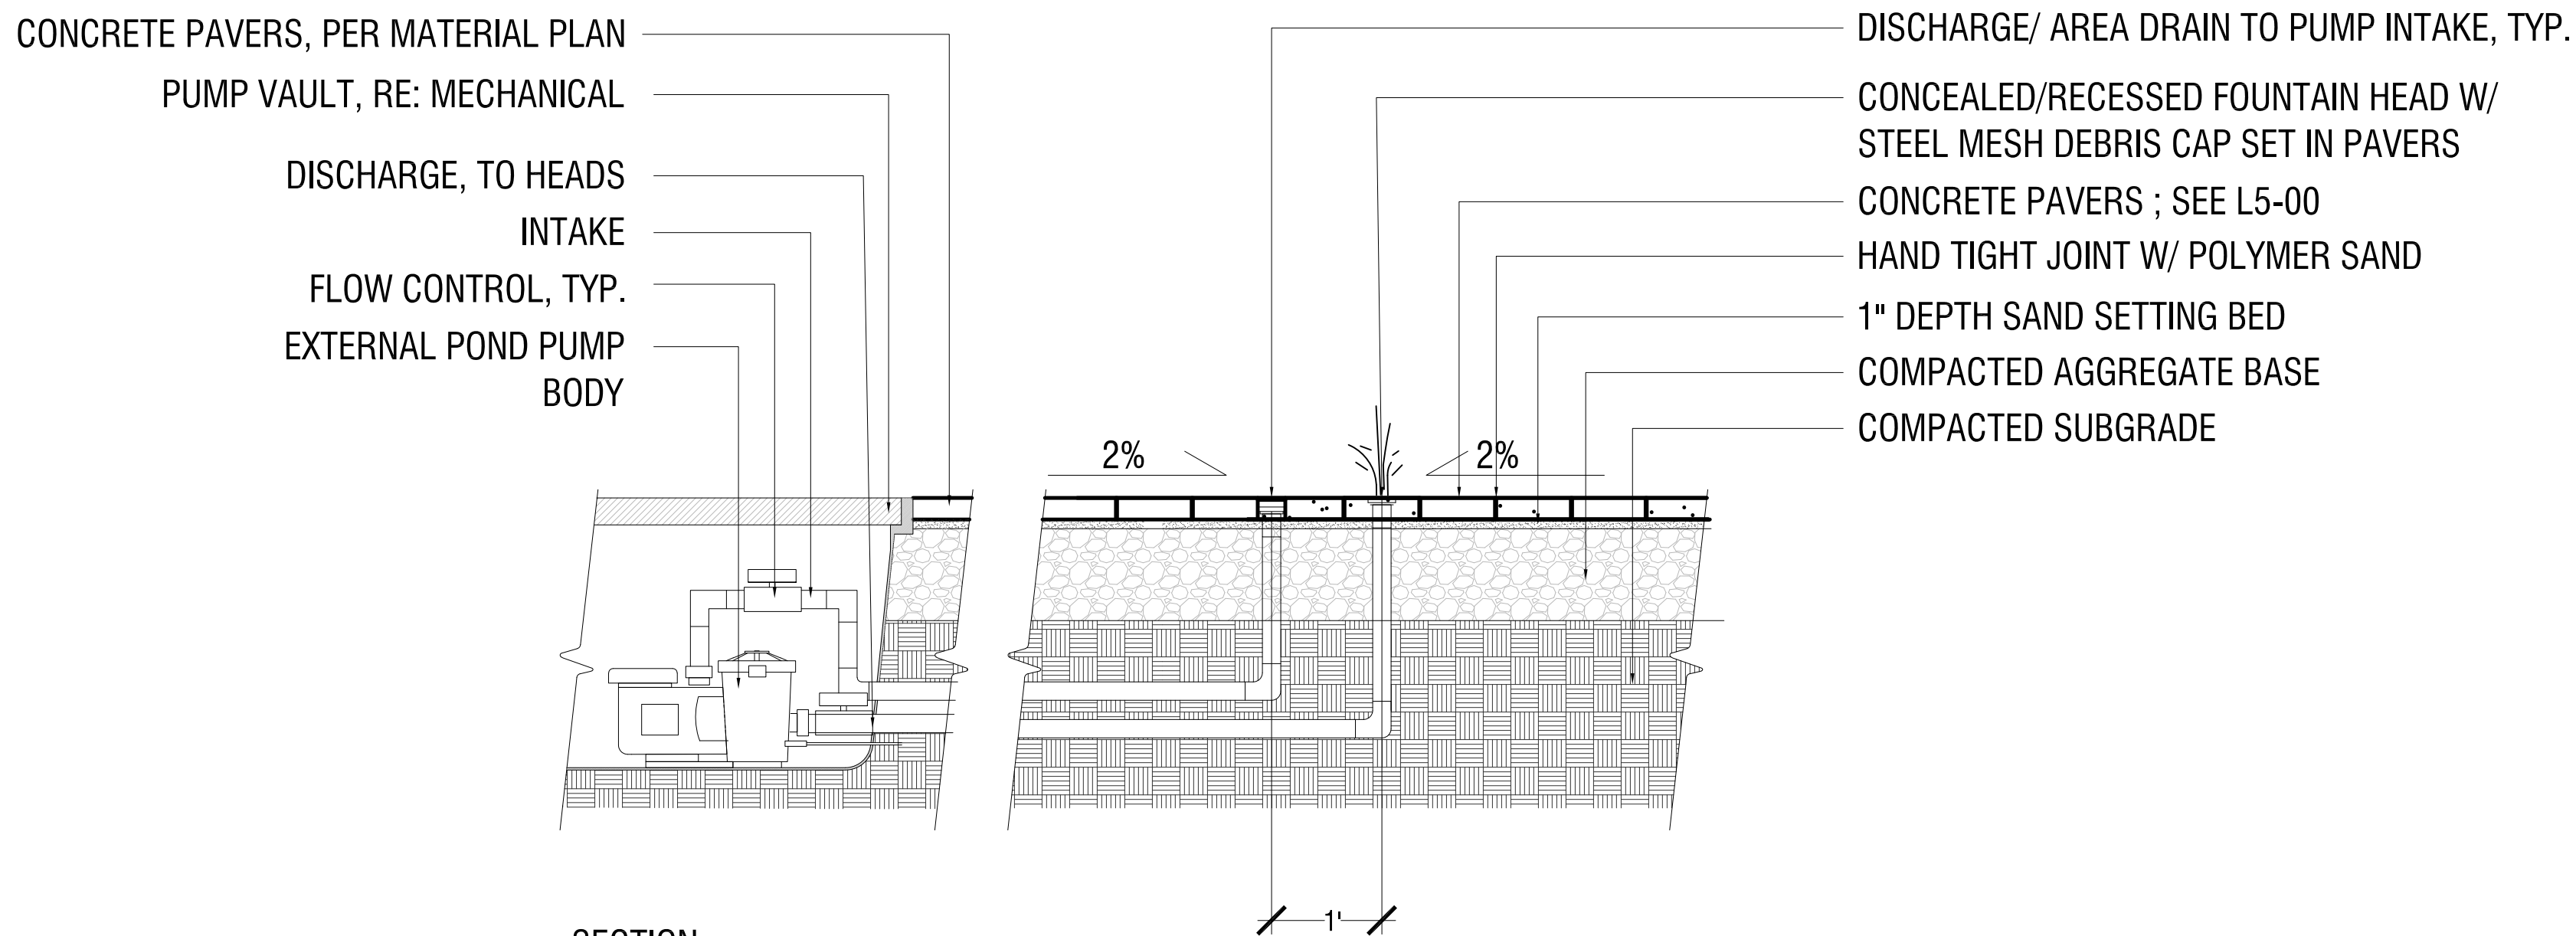 CONCRETE PAVERS, PER MATERIAL PLAN
PUMP VAULT, RE: MECHANICAL
DISCHARGE, TO HEADS
INTAKE
FLOW CONTROL, TYP.
EXTERNAL POND PUMP
BODY
DISCHARGE/ AREA DRAIN TO PUMP INTAKE, TYP.
CONCEALED/RECESSED FOUNTAIN HEAD W/
STEEL MESH DEBRIS CAP SET IN PAVERS
CONCRETE PAVERS ; SEE L5-00
HAND TIGHT JOINT W/ POLYMER SAND
1" DEPTH SAND SETTING BED
COMPACTED AGGREGATE BASE
COMPACTED SUBGRADE
2%
2%
1'
SECTION